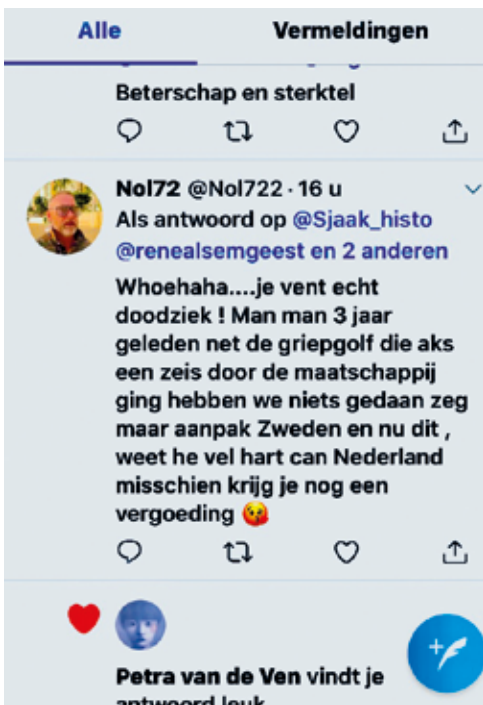 Alle Vermeldingen
Beterschap en sterktel
Nol72 @Nol722 · 16 u
Als antwoord op @Sjaak_histo
@renealsemgeest en 2 anderen
Whoehaha....je vent echt
doodziek ! Man man 3 jaar
geleden net de griepgolf die aks
een zeis door de maatschappij
ging hebben we niets gedaan zeg
maar aanpak Zweden en nu dit ,
weet he vel hart can Nederland
misschien krijg je nog een
vergoeding 😘
Petra van de Ven vindt je
antwoord leuk